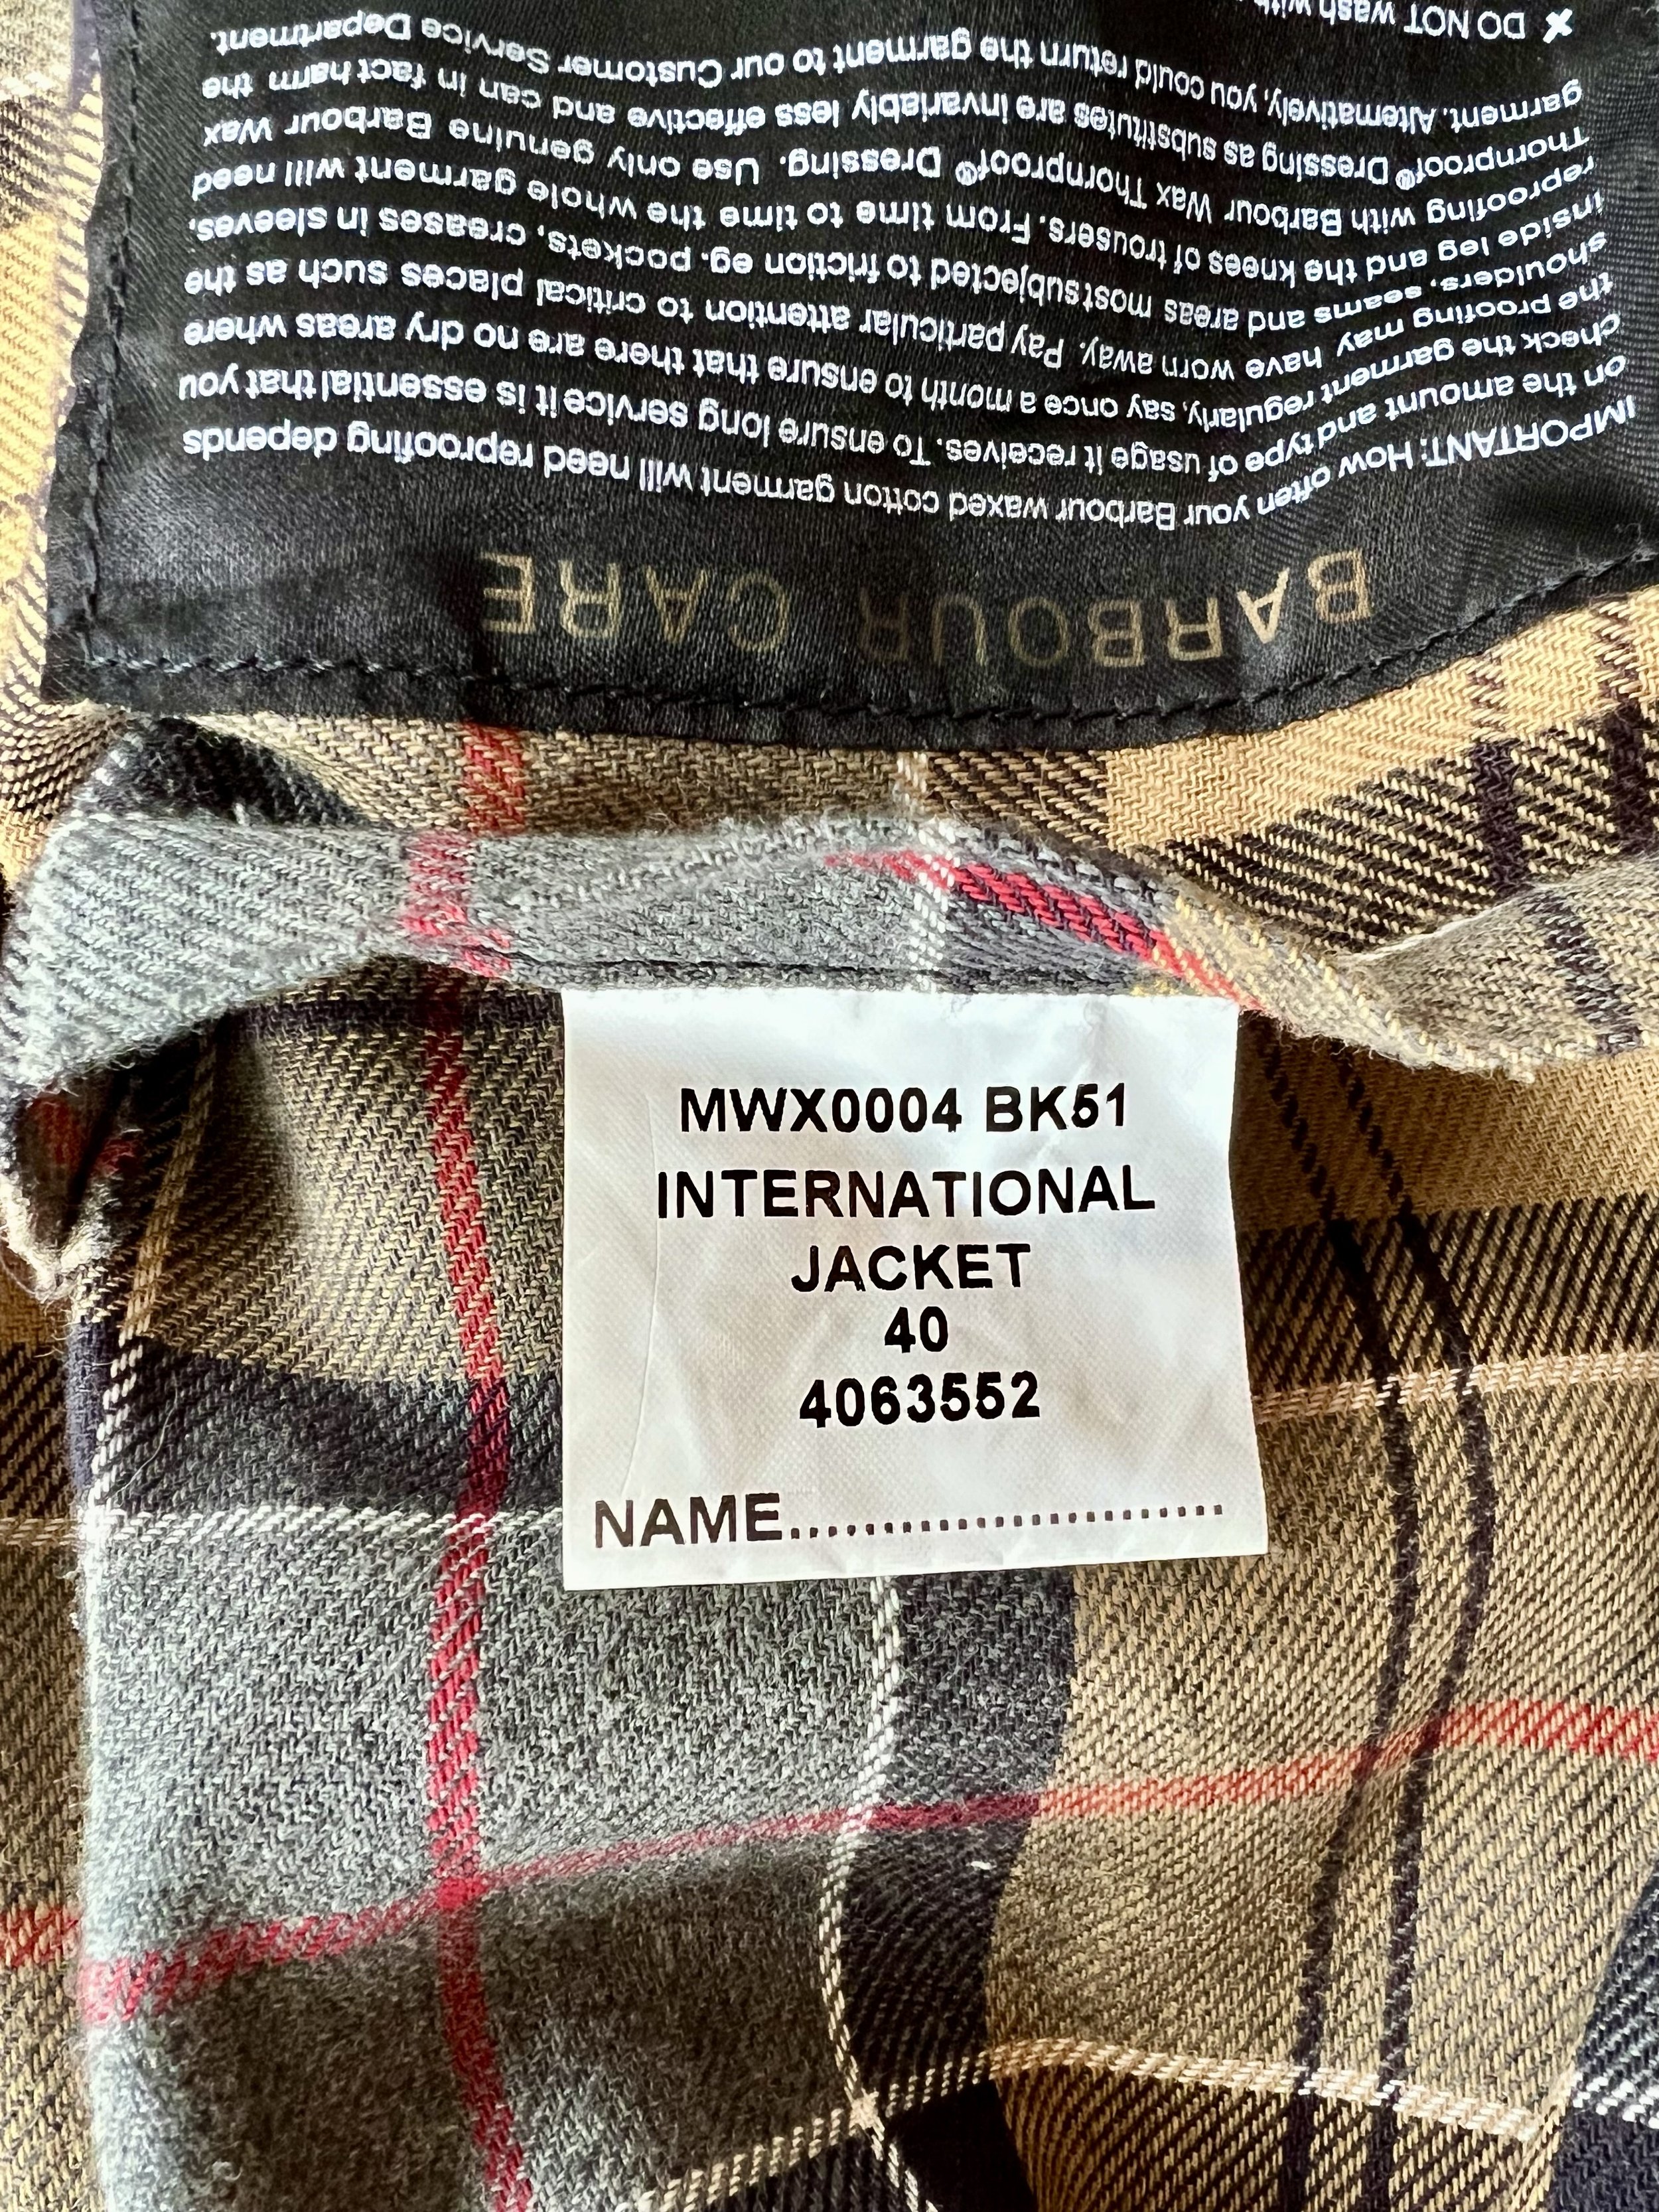 BARBOUR CARE
IMPORTANT: How often your Barbour waxed cotton garment will need reproofing depends
on the amount and type of usage it receives. To ensure long service it is essential that you
check the garment regularly, say once a month to ensure that there are no dry areas where
the proofing may have worn away. Pay particular attention to critical places such as the
shoulders, seams and areas most subjected to friction eg. pockets, creases in sleeves,
inside leg and the knees of trousers. From time to time the whole garment will need
reproofing with Barbour Wax Thornproof® Dressing. Use only genuine Barbour Wax
Thornproof® Dressing as substitutes are invariably less effective and can in fact harm the
garment. Alternatively, you could return the garment to our Customer Service Department.
✗ DO NOT wash with
MWX0004 BK51
INTERNATIONAL
JACKET
40
4063552
NAME..............................